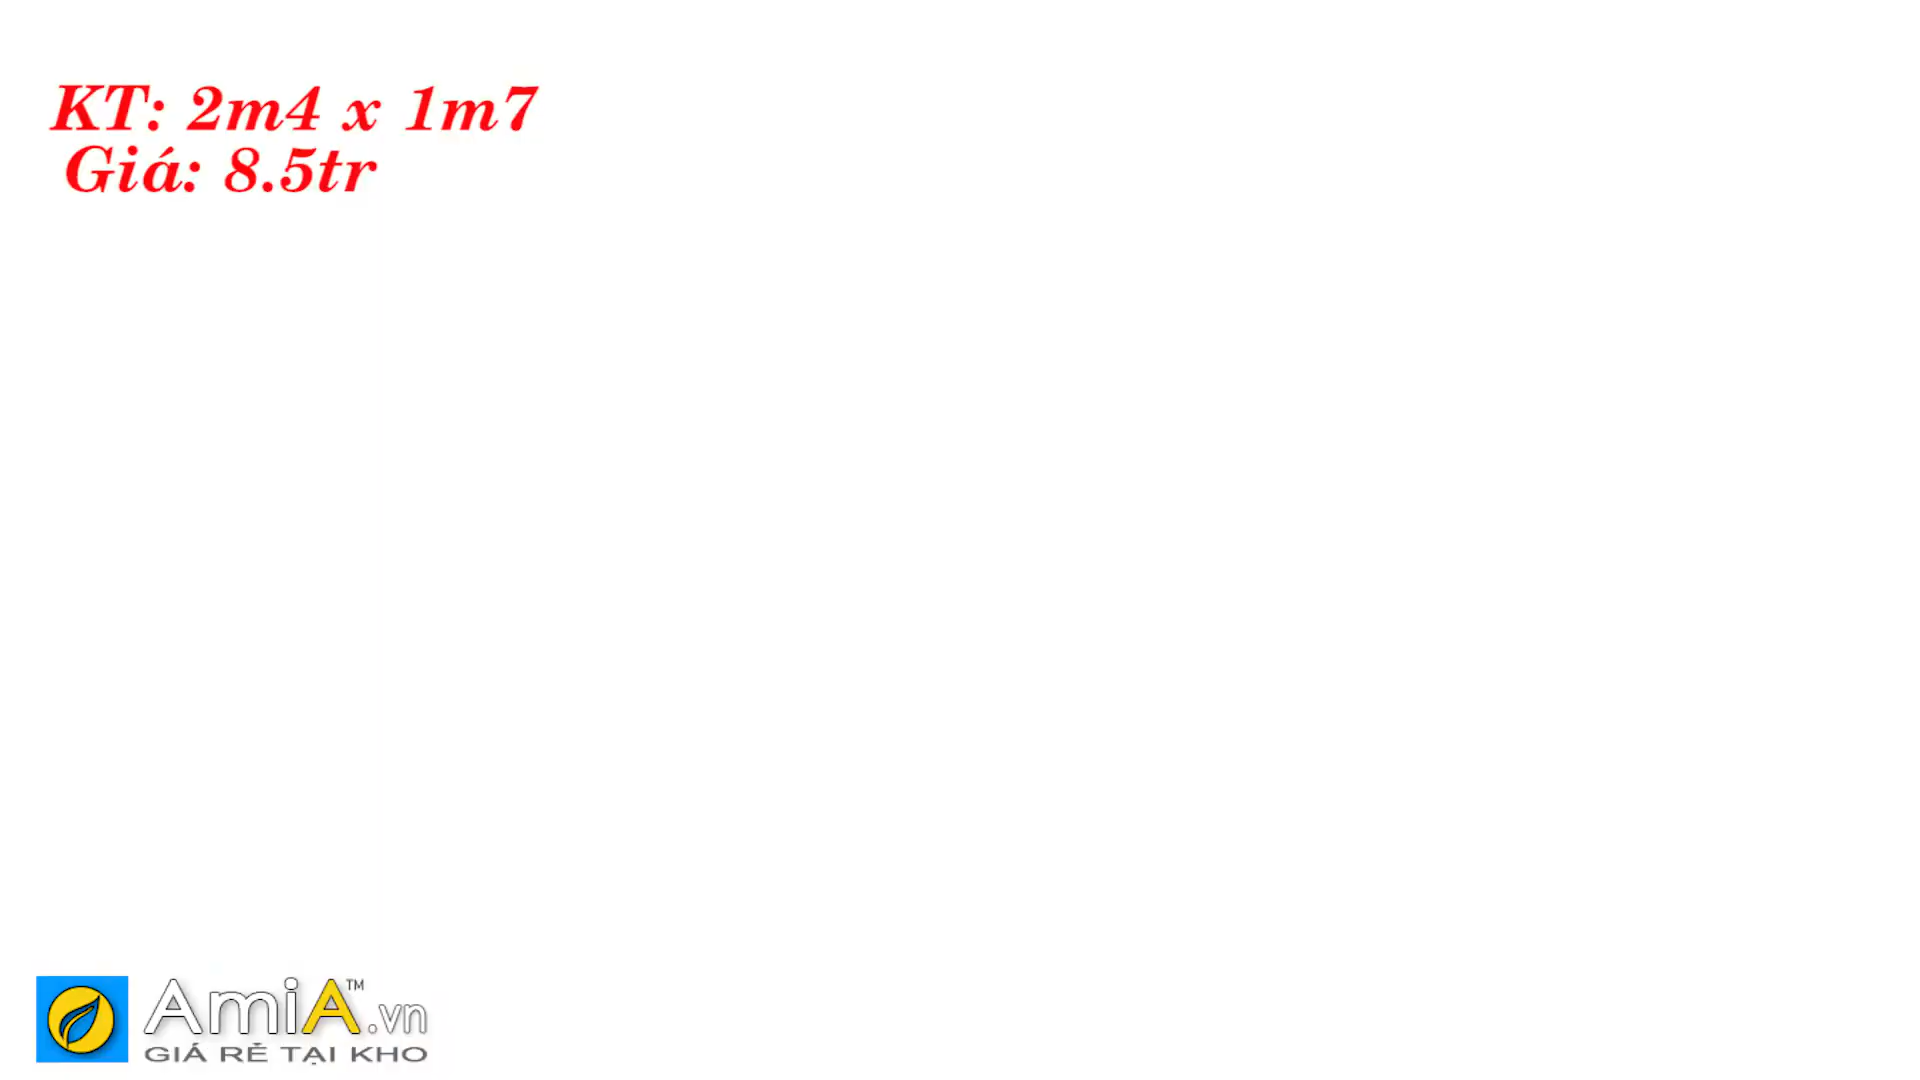 KT: 2m4 x 1m7
Giá: 8.5tr
AmiA™.vn
GIÁ RẺ TẠI KHO